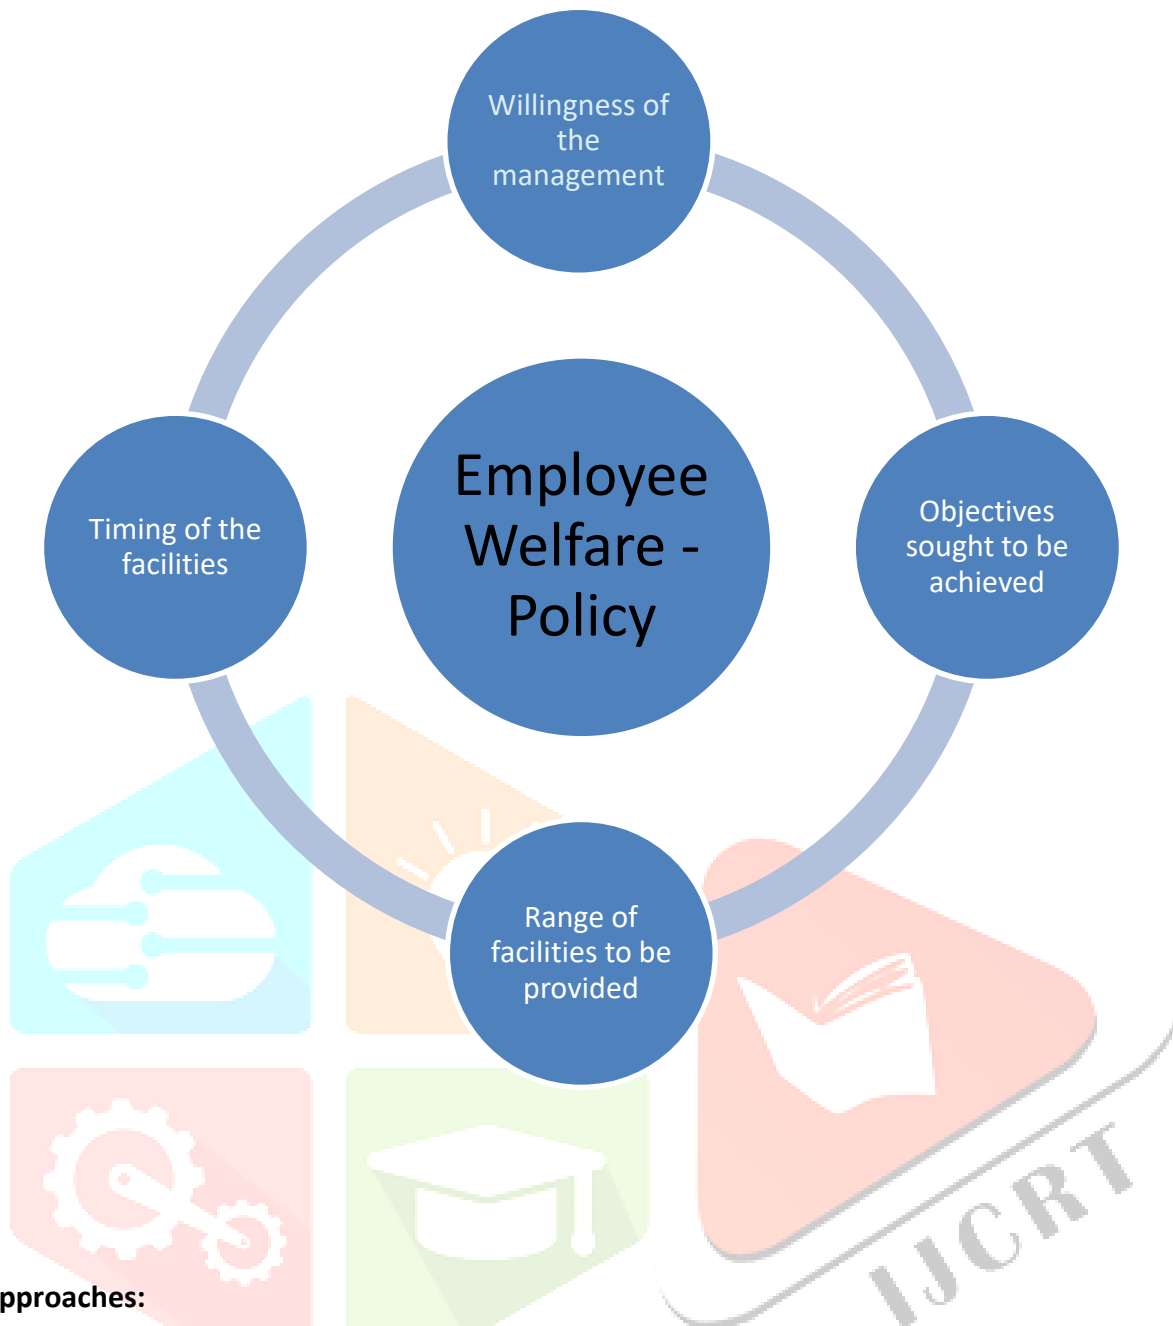 Willingness of
the
management
Employee
Welfare -
Policy
Timing of the
facilities
Objectives
sought to be
achieved
Range of
facilities to be
provided
IJCRT
pproaches: